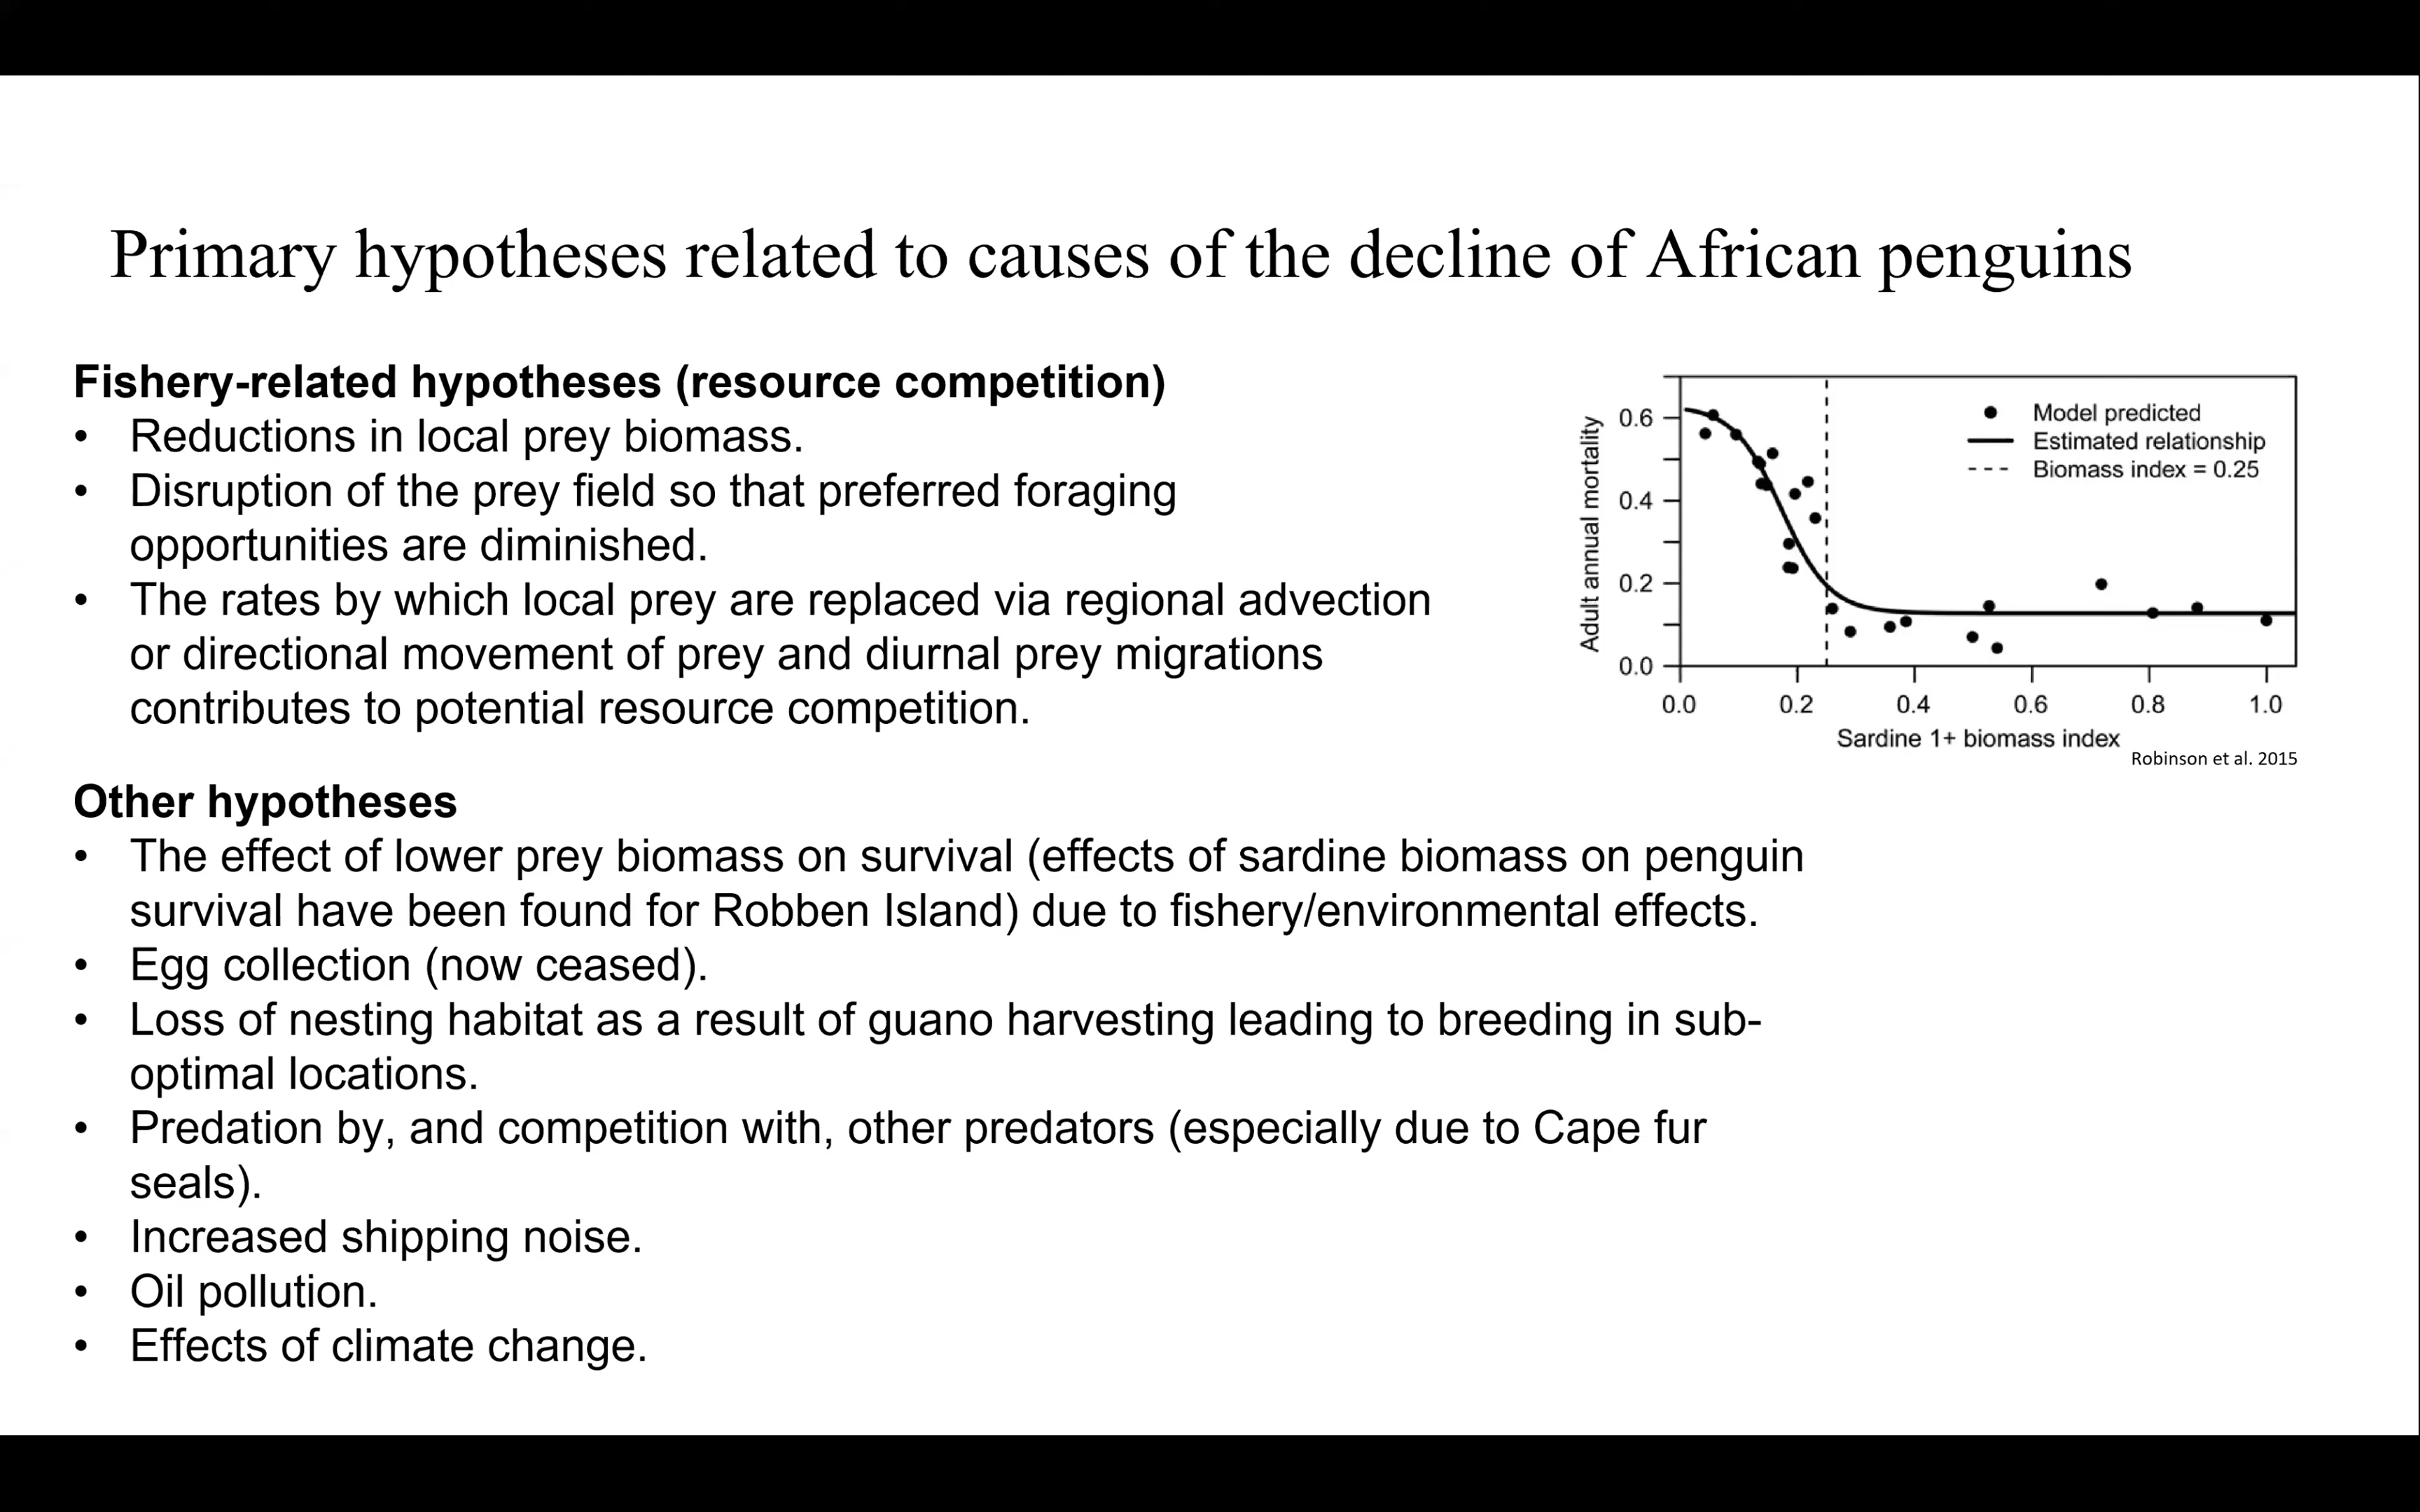 Primary hypotheses related to causes of the decline of African penguins
Fishery-related hypotheses (resource competition)
• Reductions in local prey biomass.
• Disruption of the prey field so that preferred foraging
opportunities are diminished.
• The rates by which local prey are replaced via regional advection
or directional movement of prey and diurnal prey migrations
contributes to potential resource competition.
Adult annual mortality
0.6
0.4
0.2
0.0
Model predicted
Estimated relationship
Biomass index = 0.25
0.0 0.2 0.4 0.6 0.8 1.0
Sardine 1+ biomass index
Robinson et al. 2015
Other hypotheses
• The effect of lower prey biomass on survival (effects of sardine biomass on penguin
survival have been found for Robben Island) due to fishery/environmental effects.
• Egg collection (now ceased).
• Loss of nesting habitat as a result of guano harvesting leading to breeding in sub-
optimal locations.
• Predation by, and competition with, other predators (especially due to Cape fur
seals).
• Increased shipping noise.
• Oil pollution.
• Effects of climate change.